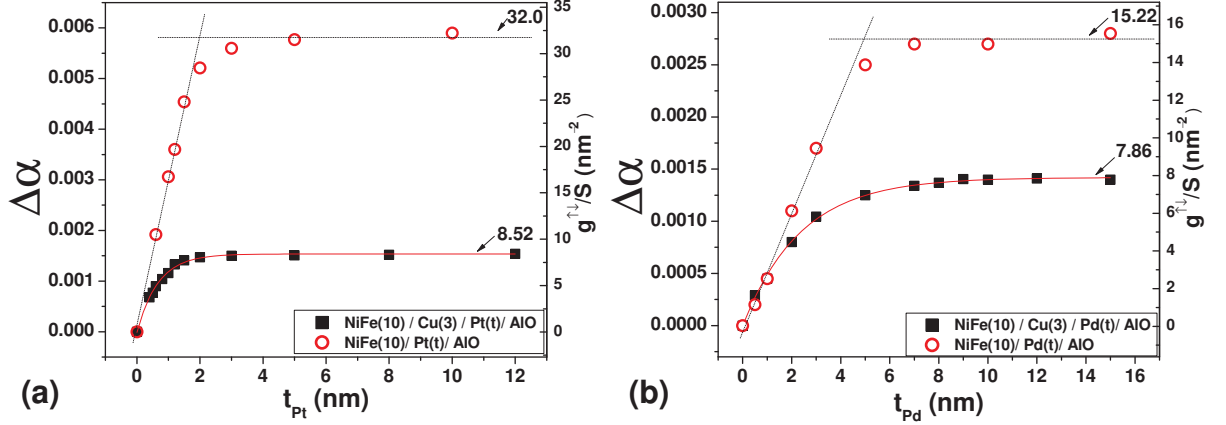 0.006
0.005
0.004
0.003
0.002
0.001
0.000
Δα
32.0
8.52
35
30
25
20
15
10
5
0
g↑↓/S (nm⁻²)
NiFe(10) / Cu(3) / Pt(t)/ AlO
NiFe(10)/ Pt(t)/ AlO
0 2 4 6 8 10 12
t_Pt (nm)
(a)
0.0030
0.0025
0.0020
0.0015
0.0010
0.0005
0.0000
Δα
15.22
7.86
16
14
12
10
8
6
4
2
0
g↑↓/S (nm⁻²)
NiFe(10) / Cu(3) / Pd(t)/ AlO
NiFe(10)/ Pd(t)/ AlO
0 2 4 6 8 10 12 14 16
t_Pd (nm)
(b)